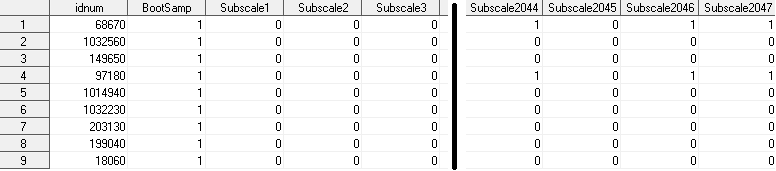 idnum BootSamp Subscale1 Subscale2 Subscale3 Subscale2044 Subscale2045 Subscale2046 Subscale2047
1 68670 1 0 0 0 1 0 1 1
2 1032560 1 0 0 0 0 0 0 0
3 149650 1 0 0 0 0 0 0 0
4 97180 1 0 0 0 1 0 1 1
5 1014940 1 0 0 0 0 0 0 0
6 1032230 1 0 0 0 0 0 0 0
7 203130 1 0 0 0 0 0 0 0
8 199040 1 0 0 0 0 0 0 0
9 18060 1 0 0 0 0 0 0 0